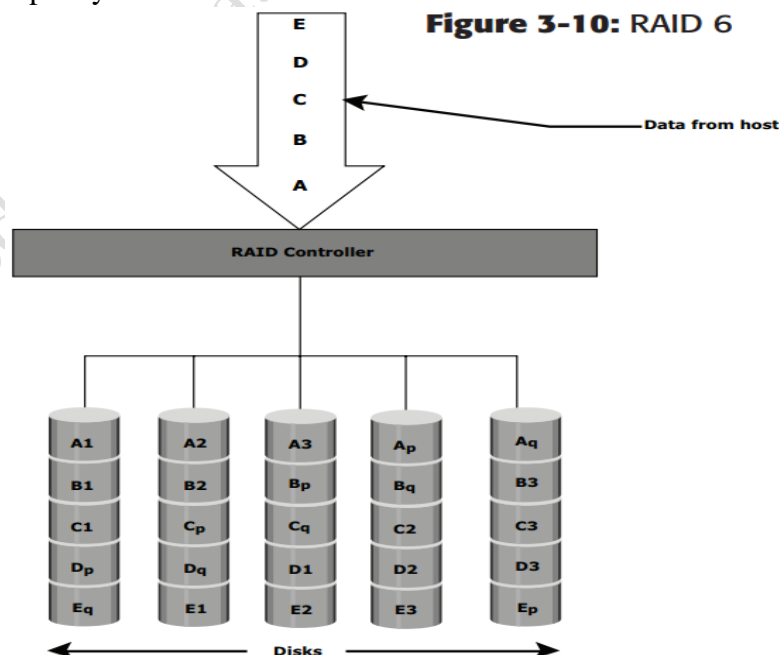 Figure 3-10: RAID 6
E
D
C
B
A
Data from host
RAID Controller
A1 A2 A3 Ap Aq
B1 B2 Bp Bq B3
C1 Cp Cq C2 C3
Dp Dq D1 D2 D3
Eq E1 E2 E3 Ep
Disks